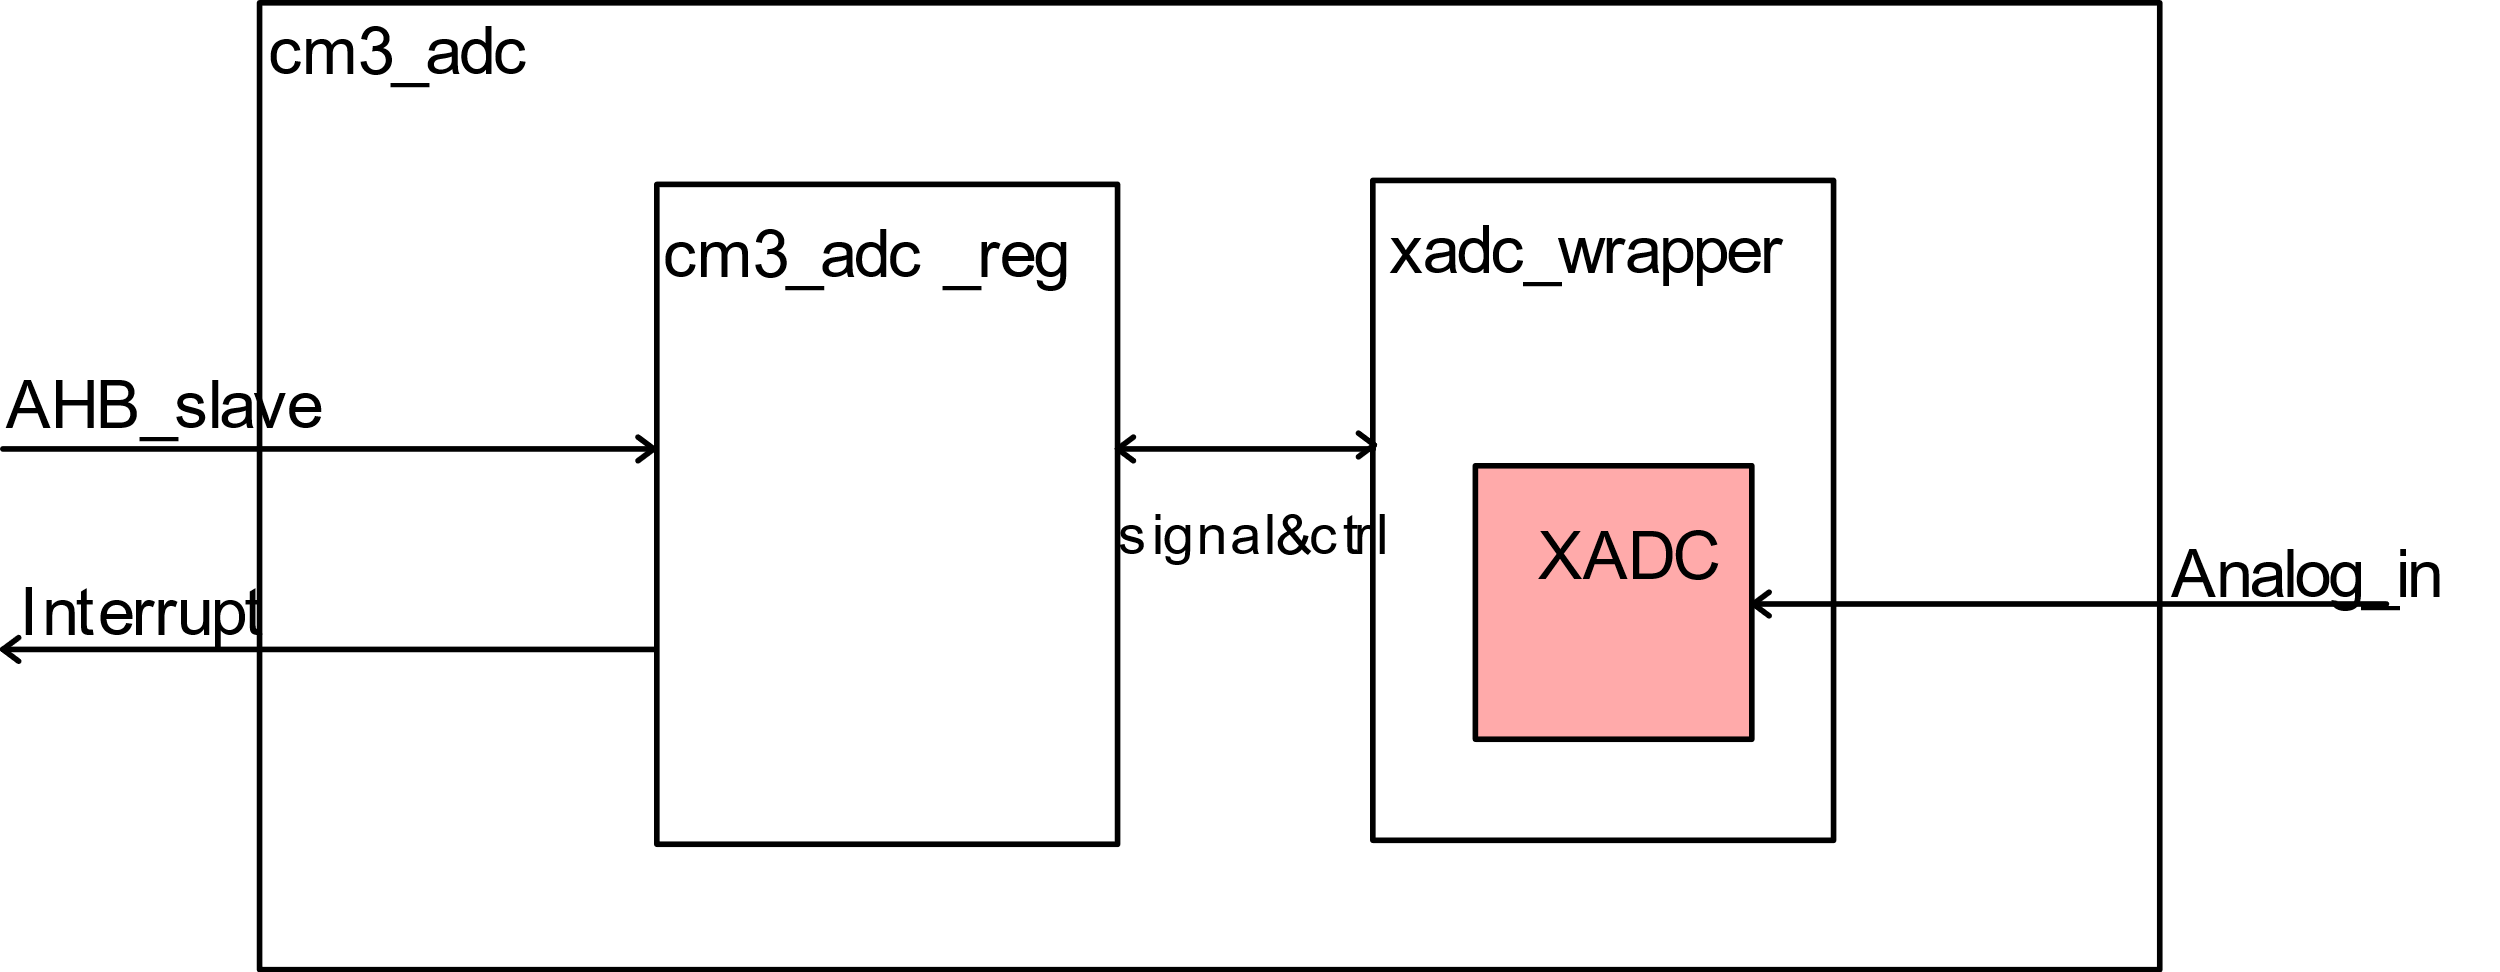 cm3_adc
cm3_adc _reg
xadc_wrapper
AHB_slave
signal&ctrl
XADC
Analog_in
Interrupt